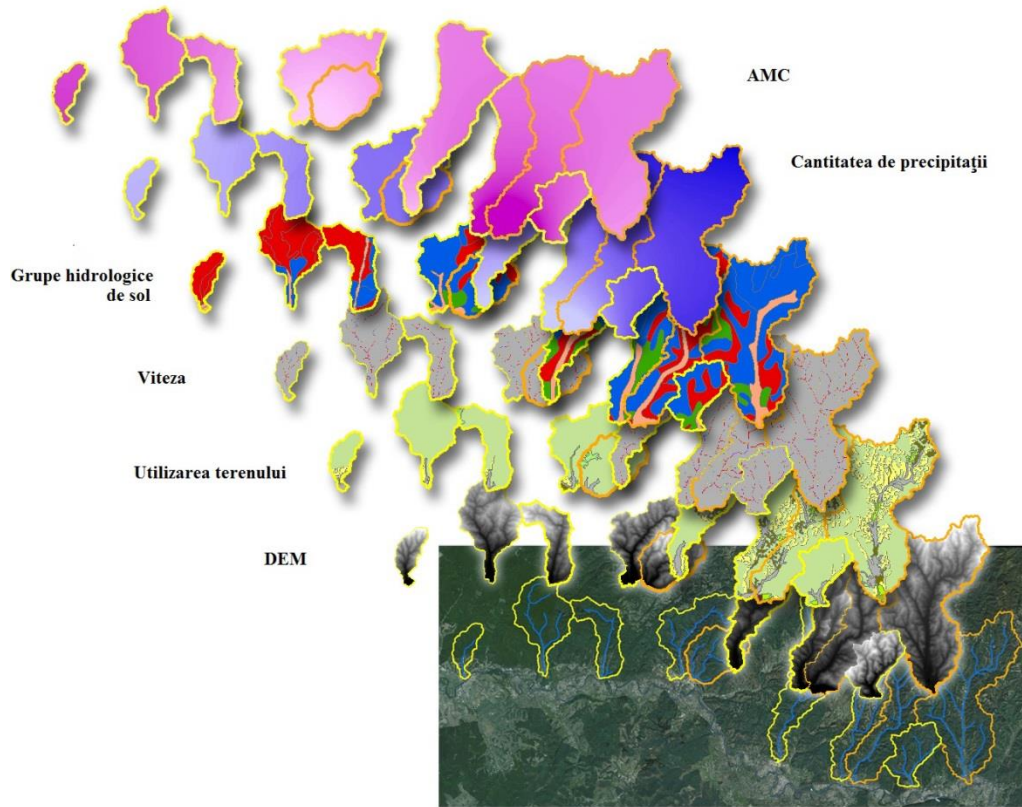 AMC
Cantitatea de precipitaţii
Grupe hidrologice
de sol
Viteza
Utilizarea terenului
DEM